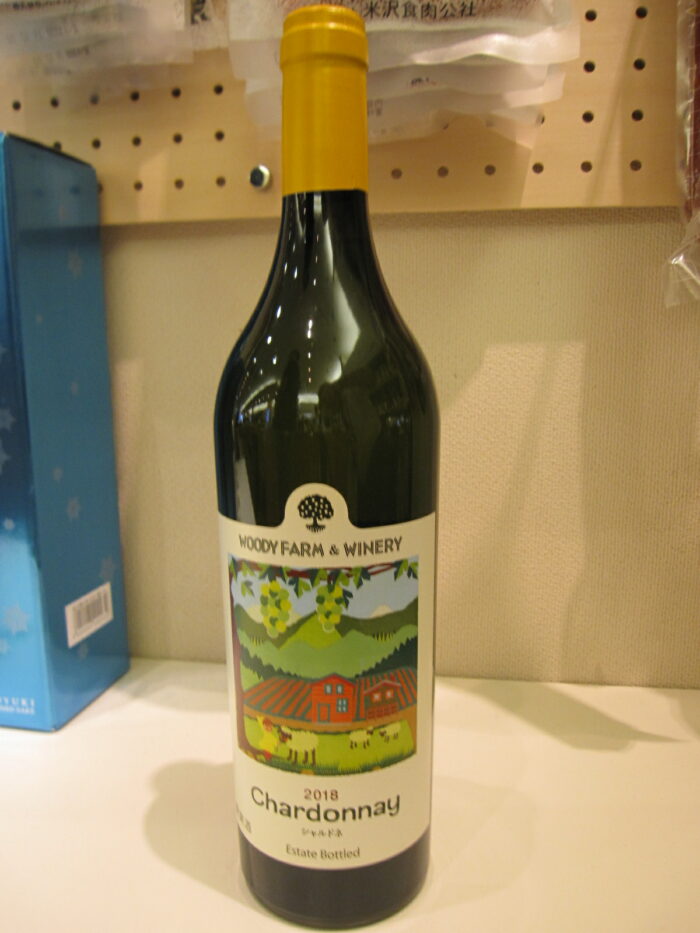 米沢食肉公社
WOODY FARM & WINERY
2018
Chardonnay
シャルドネ
Estate Bottled